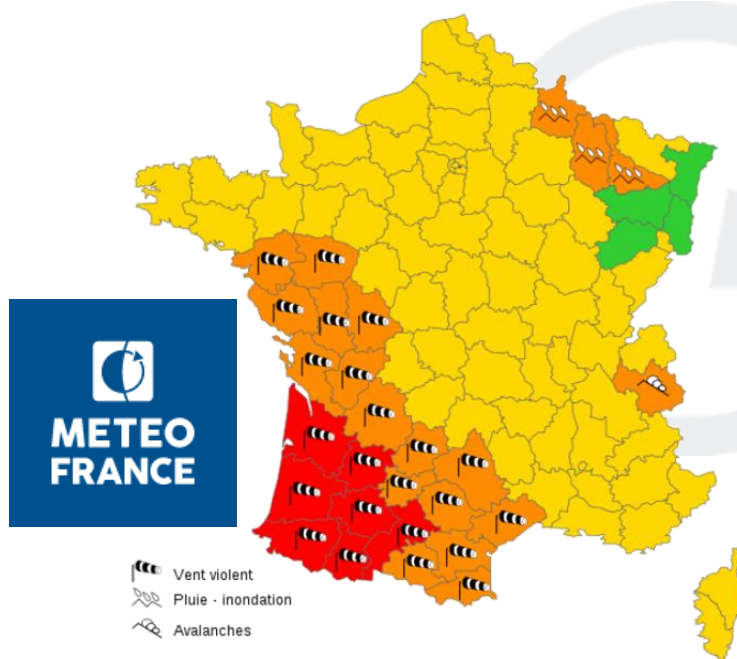 METEO
FRANCE
Vent violent
Pluie - inondation
Avalanches